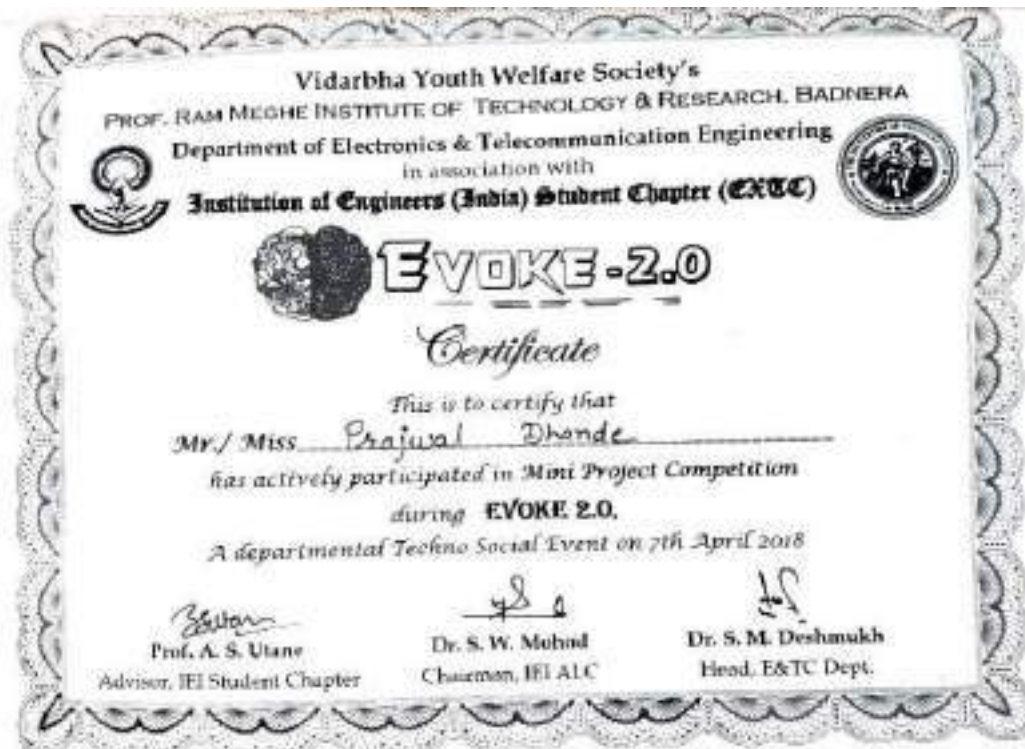 Vidarbha Youth Welfare Society's
PROF. RAM MEGHE INSTITUTE OF TECHNOLOGY & RESEARCH, BADNERA
Department of Electronics & Telecommunication Engineering
in association with
Institution of Engineers (India) Student Chapter (EXTC)
EVOKE-2.0
Certificate
This is to certify that
Mr./ Miss Prajwal Dhande
has actively participated in Mini Project Competition
during EVOKE 2.0.
A departmental Techno Social Event on 7th April 2018
Prof. A. S. Utane
Advisor, IEI Student Chapter
Dr. S. W. Mohod
Chairman, IEI ALC
Dr. S. M. Deshmukh
Head, E&TC Dept.